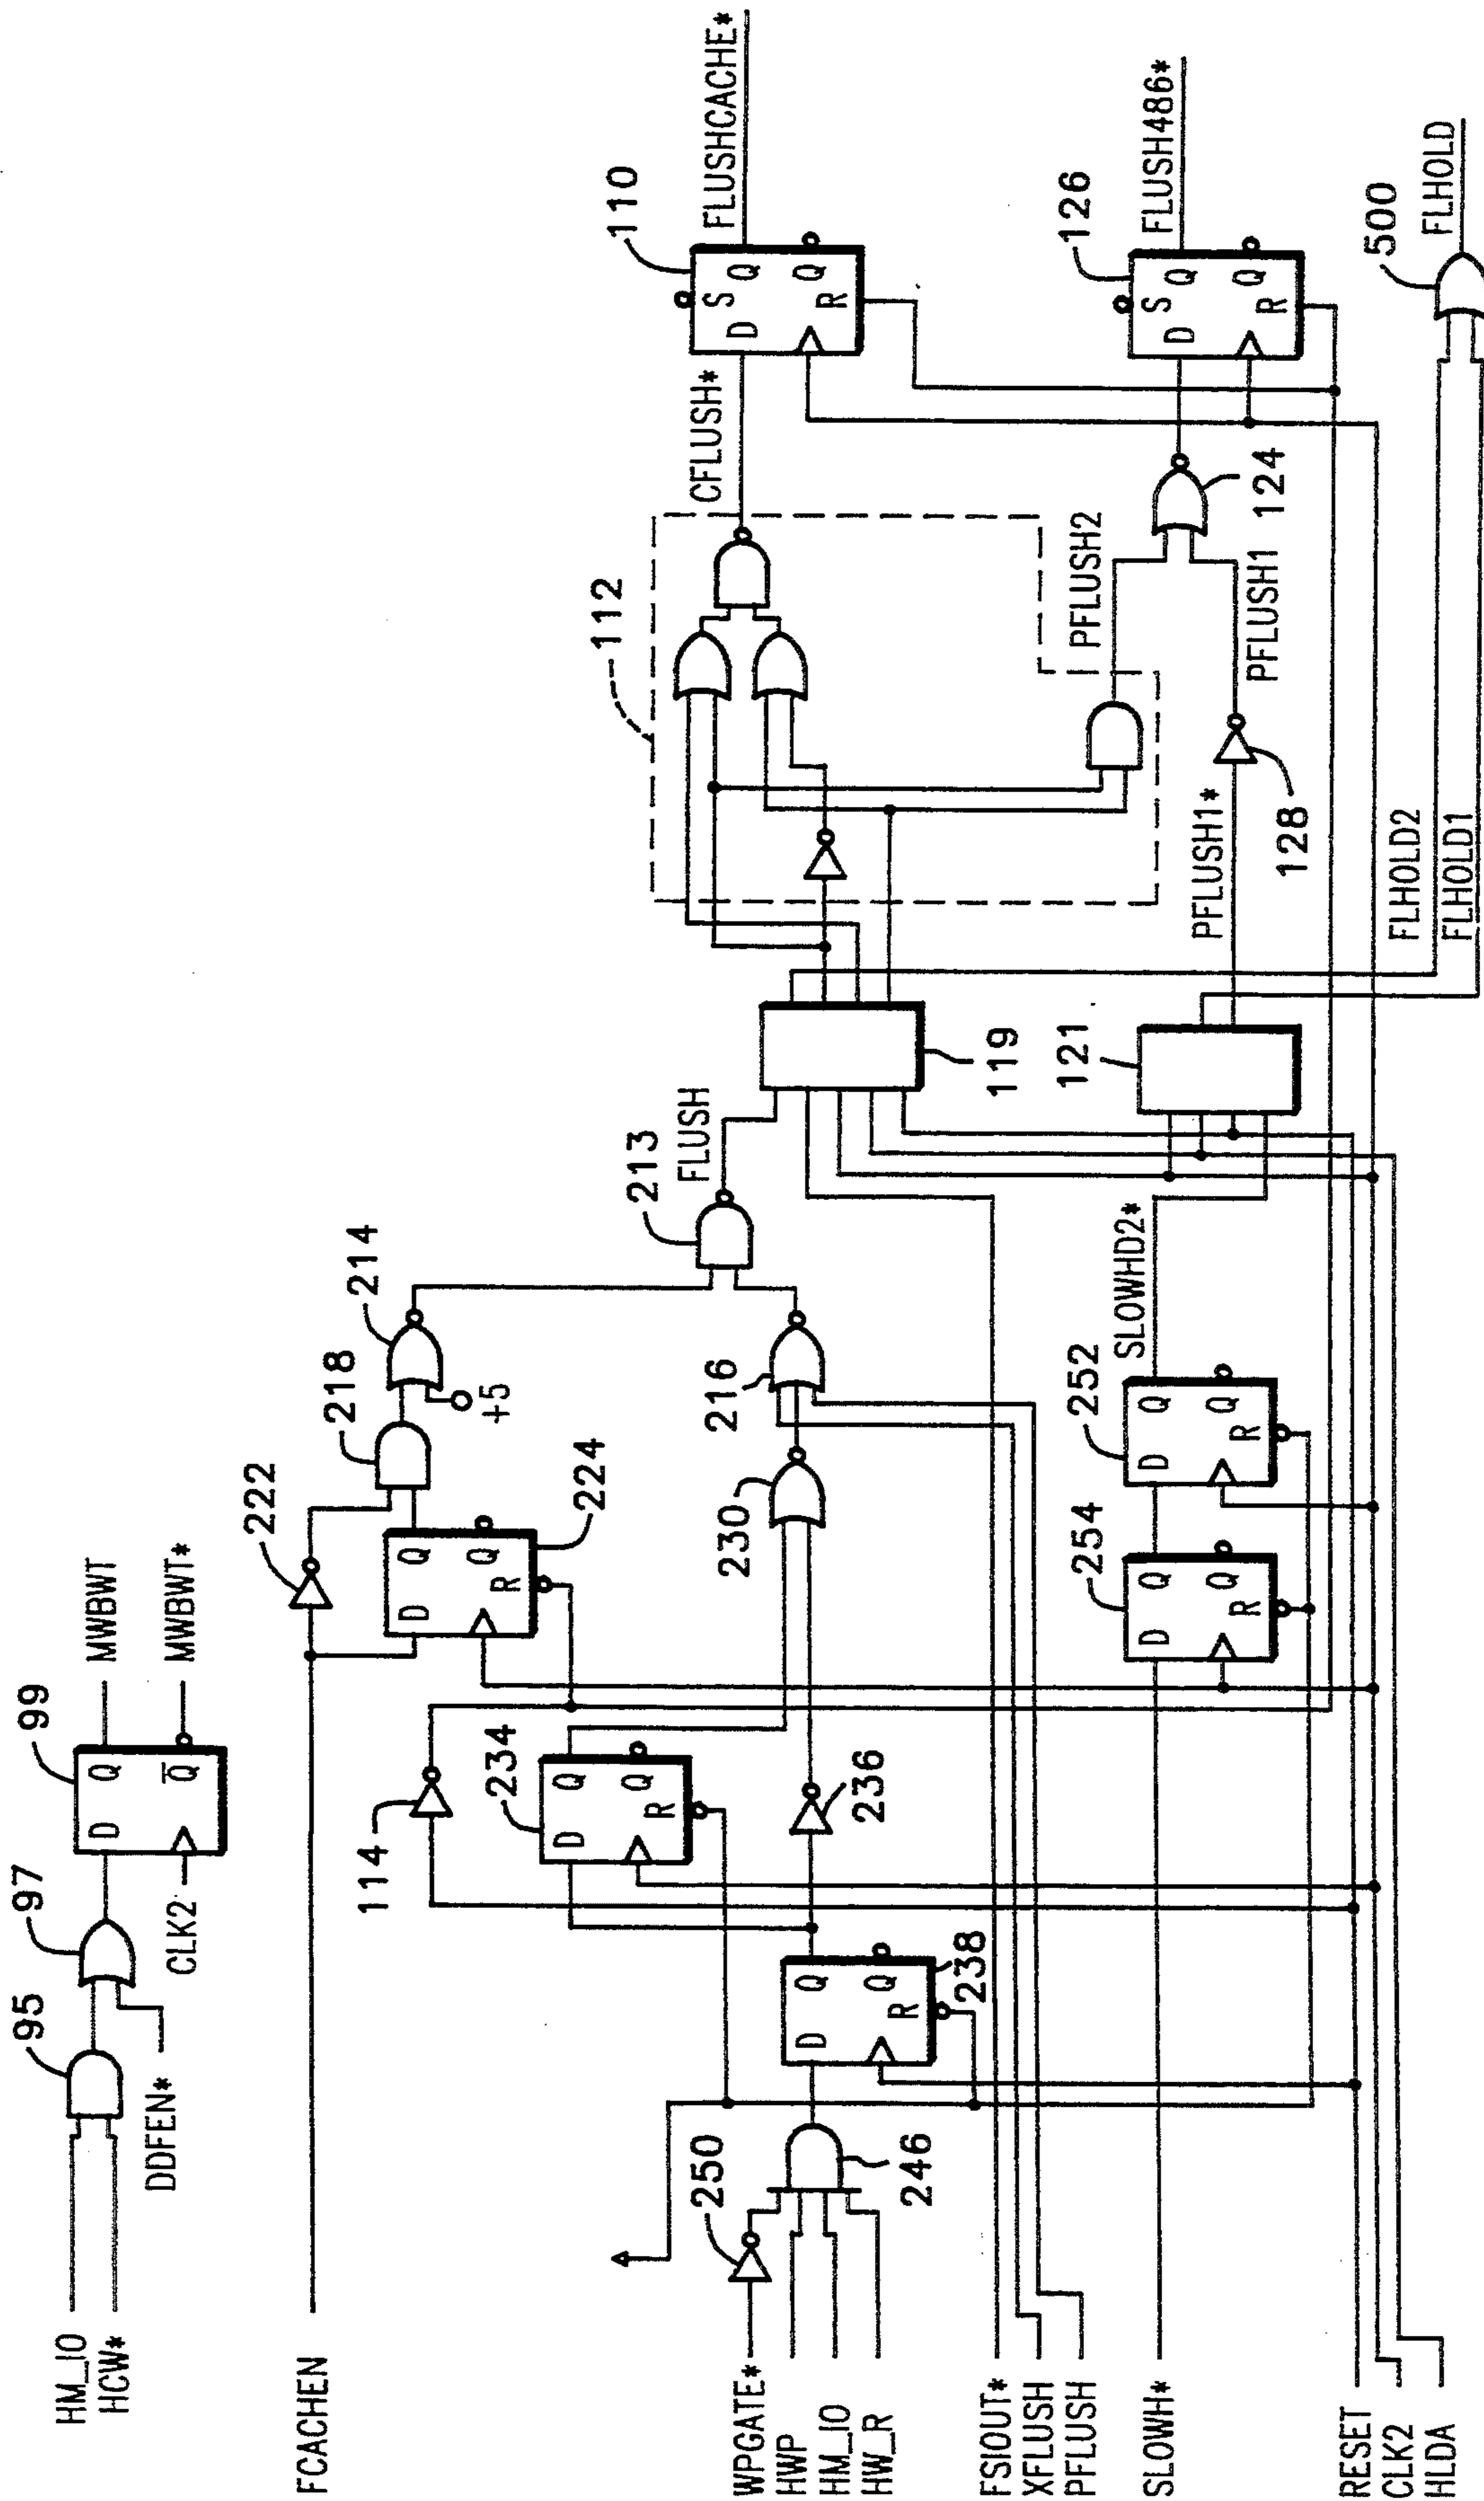 HM_IO
HCW*
95
97
99
D
Q
Q
CLK2
DDFEN*
MWBWT
MWBWT*
FCACHEN
222
218
214
+5
D
Q
Q
R
224
114
213
FLUSH
WPGATE*
HWP
HM_IO
HW_R
250
246
D
Q
Q
R
238
234
D
Q
Q
R
236
230
216
119
112
CFLUSH*
110
S
D
Q
Q
R
FLUSHCACHE*
FSIOUT*
XFLUSH
PFLUSH
SLOWH*
254
D
Q
Q
R
252
D
Q
Q
R
SLOWHD2*
121
PFLUSH1*
128
PFLUSH2
PFLUSH1
124
126
S
D
Q
Q
R
FLUSH486*
RESET
CLK2
HLDA
FLHOLD2
FLHOLD1
500
FLHOLD